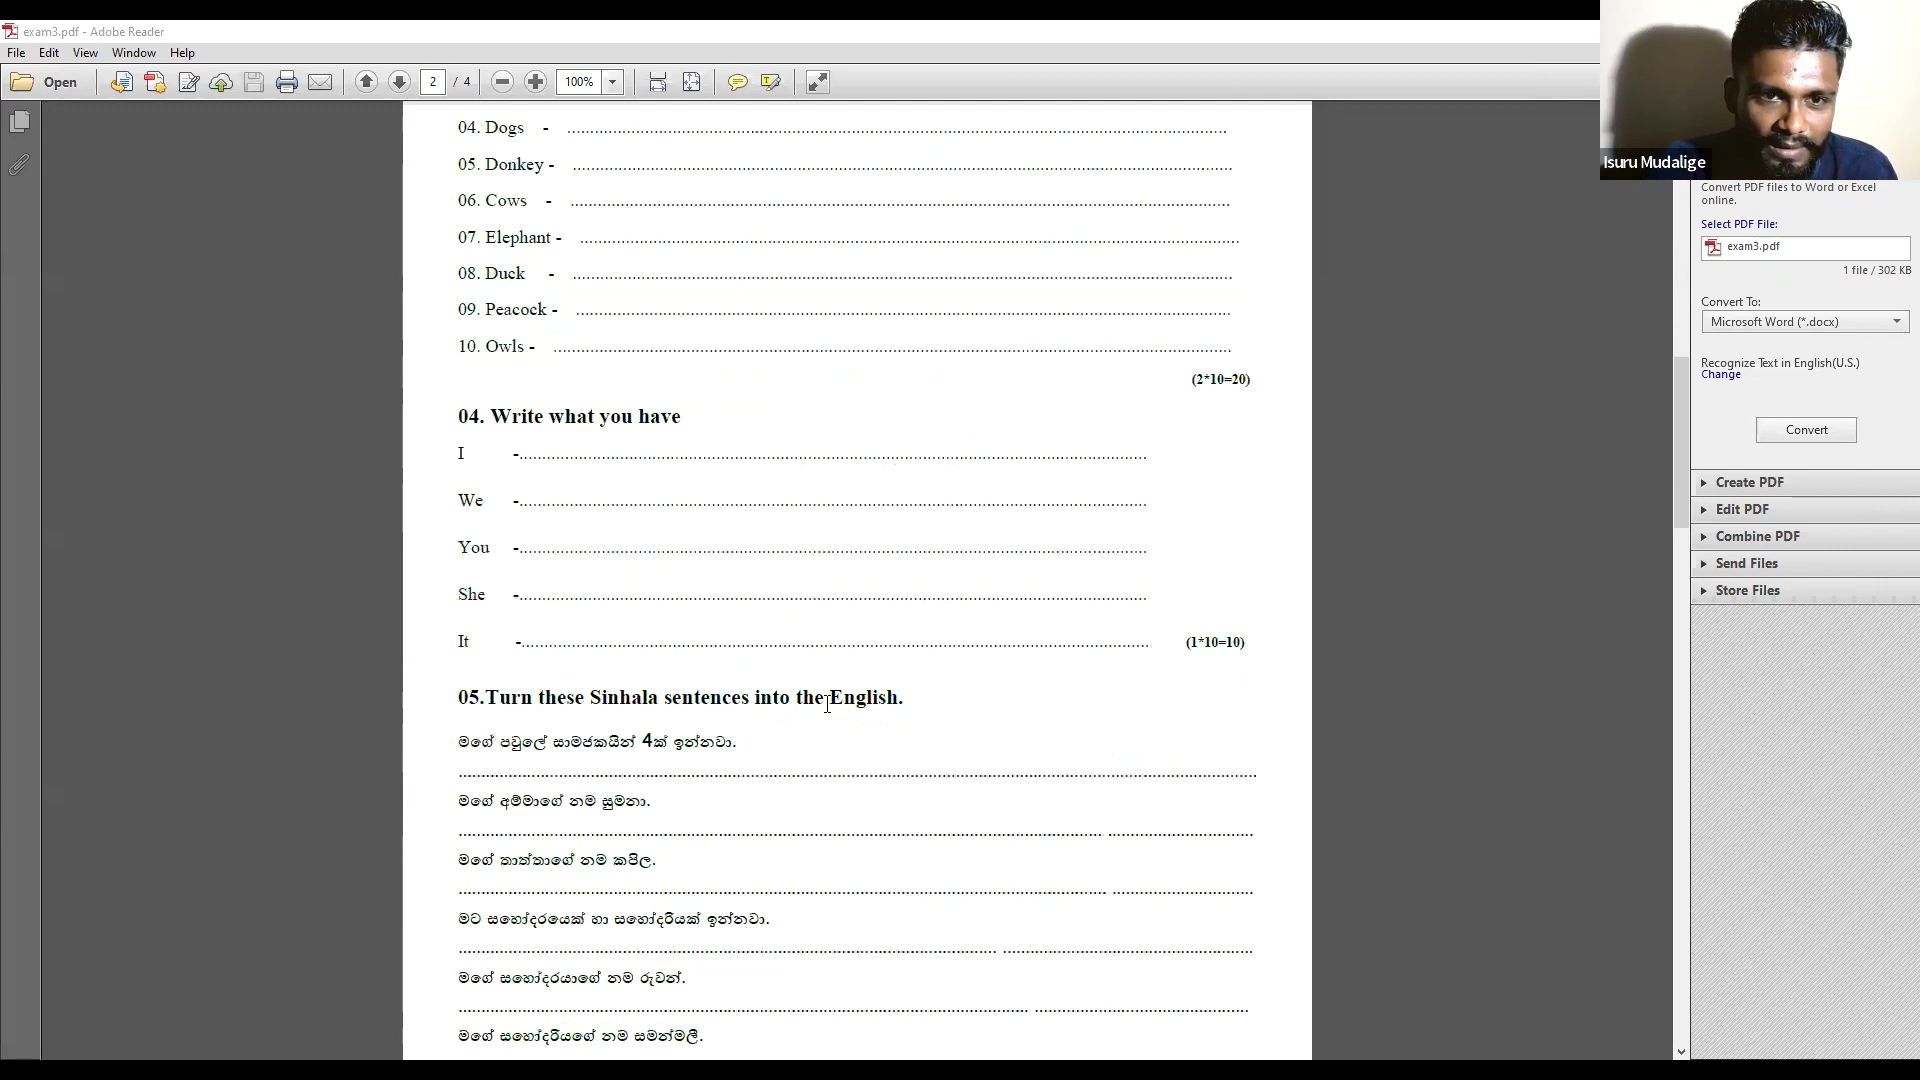 exam3.pdf - Adobe Reader
File Edit View Window Help
Open 2 / 4 100%
Isuru Mudalige
04. Dogs - ........................................
05. Donkey - ........................................
06. Cows - ........................................
07. Elephant - ........................................
08. Duck - ........................................
09. Peacock - ........................................
10. Owls - ........................................
(2*10=20)
04. Write what you have
I -........................................
We -........................................
You -........................................
She -........................................
It -........................................ (1*10=10)
05.Turn these Sinhala sentences into the English.
මගේ පවුලේ සාමජකයින් 4ක් ඉන්නවා.
........................................
මගේ අම්මාගේ නම සුමනා.
........................................
මගේ තාත්තාගේ නම කපිල.
........................................
මට සහෝදරයෙක් හා සහෝදරියක් ඉන්නවා.
........................................
මගේ සහෝදරයාගේ නම රුවන්.
........................................
මගේ සහෝදරියගේ නම සමන්මලී.
Convert PDF files to Word or Excel
online.
Select PDF File:
exam3.pdf
1 file / 302 KB
Convert To:
Microsoft Word (*.docx)
Recognize Text in English(U.S.)
Change
Convert
Create PDF
Edit PDF
Combine PDF
Send Files
Store Files